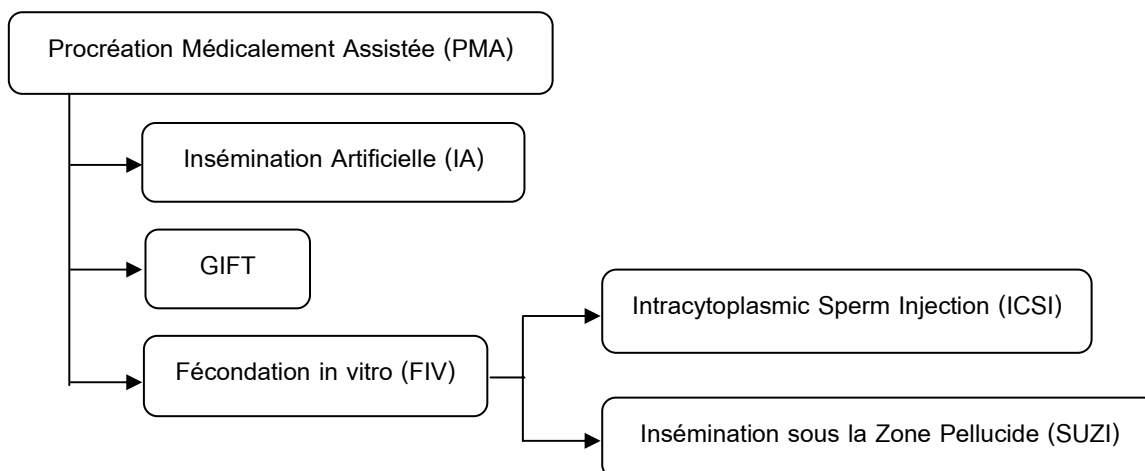 Procréation Médicalement Assistée (PMA)
Insémination Artificielle (IA)
GIFT
Fécondation in vitro (FIV)
Intracytoplasmic Sperm Injection (ICSI)
Insémination sous la Zone Pellucide (SUZI)